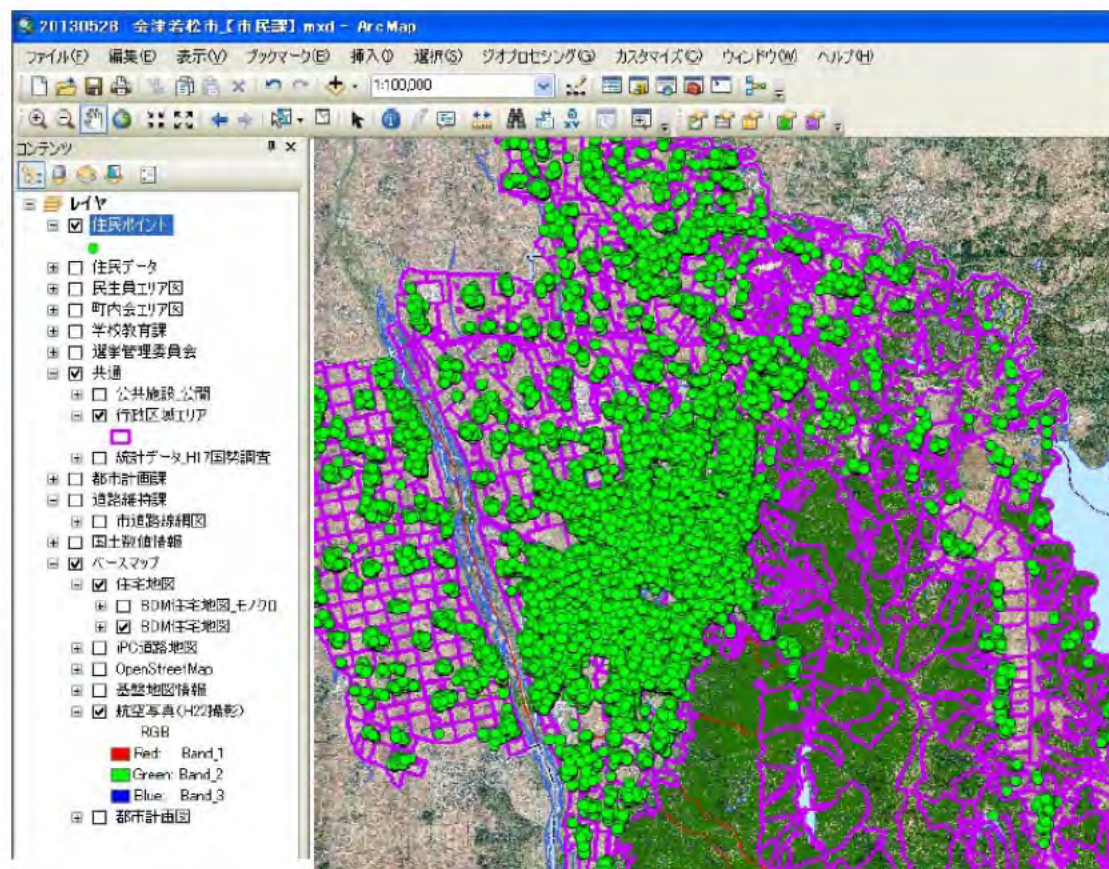 20130528 会津若松市【市民課】.mxd - ArcMap
ファイル(F) 編集(E) 表示(V) ブックマーク(B) 挿入(I) 選択(S) ジオプロセシング(G) カスタマイズ(C) ウィンドウ(W) ヘルプ(H)
1:100,000
コンテンツ
レイヤ
住民ポイント
住民データ
民生員エリア図
町内会エリア図
学校教育課
選挙管理委員会
共通
公共施設_公開
行政区域エリア
統計データ_H17国勢調査
都市計画課
道路維持課
市道路線網図
国土数値情報
ベースマップ
住宅地図
BDM住宅地図_モノクロ
BDM住宅地図
iPC道路地図
OpenStreetMap
基盤地図情報
航空写真(H22撮影)
RGB
Red: Band_1
Green: Band_2
Blue: Band_3
都市計画図